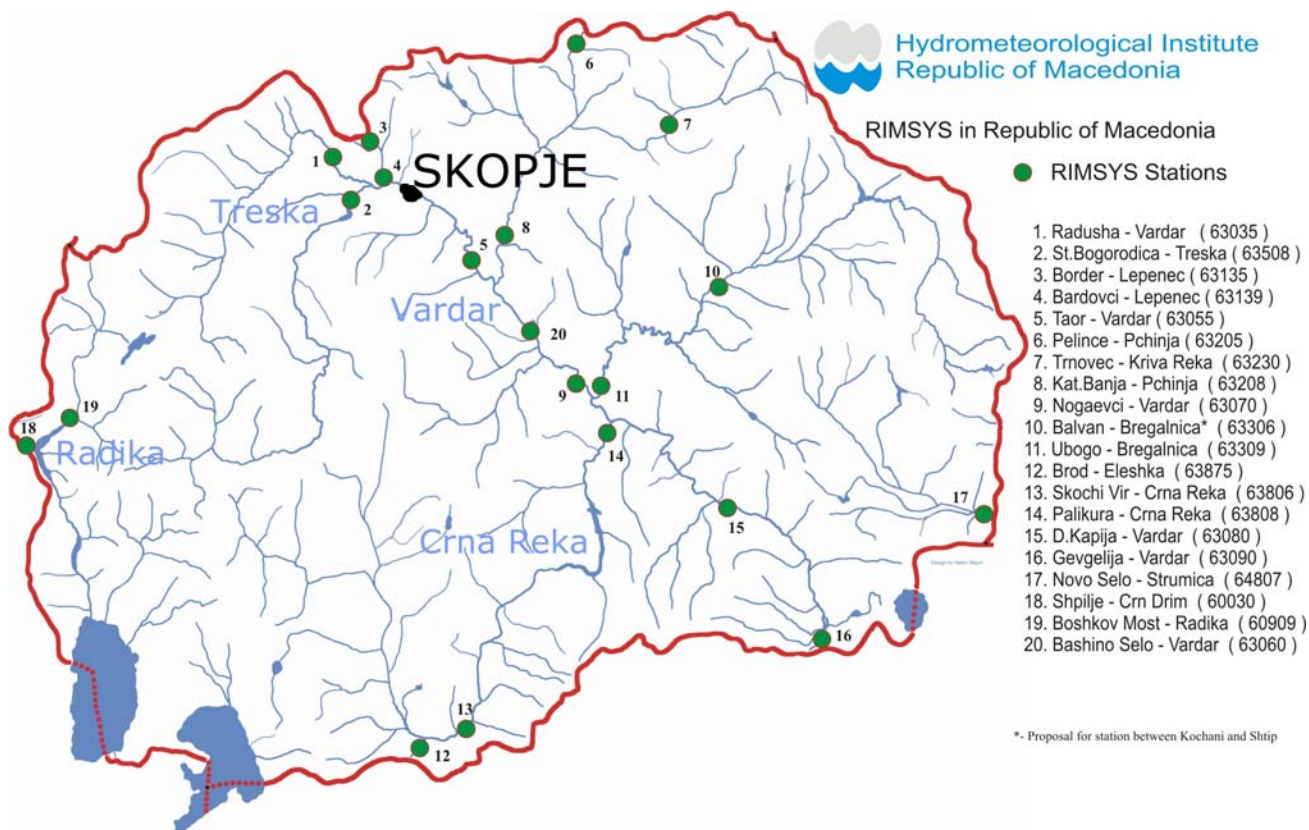 Hydrometeorological Institute
Republic of Macedonia
RIMSYS in Republic of Macedonia
RIMSYS Stations
1. Radusha - Vardar ( 63035 )
2. St.Bogorodica - Treska ( 63508 )
3. Border - Lepenec ( 63135 )
4. Bardovci - Lepenec ( 63139 )
5. Taor - Vardar ( 63055 )
6. Pelince - Pchinja ( 63205 )
7. Trnovec - Kriva Reka ( 63230 )
8. Kat.Banja - Pchinja ( 63208 )
9. Nogaevci - Vardar ( 63070 )
10. Balvan - Bregalnica* ( 63306 )
11. Ubogo - Bregalnica ( 63309 )
12. Brod - Eleshka ( 63875 )
13. Skochi Vir - Crna Reka ( 63806 )
14. Palikura - Crna Reka ( 63808 )
15. D.Kapija - Vardar ( 63080 )
16. Gevgelija - Vardar ( 63090 )
17. Novo Selo - Strumica ( 64807 )
18. Shpilje - Crn Drim ( 60030 )
19. Boshkov Most - Radika ( 60909 )
20. Bashino Selo - Vardar ( 63060 )
*- Proposal for station between Kochani and Shtip
6
7
3
1
4
SKOPJE
2
Treska
8
5
10
Vardar
20
9
11
19
18
Radika
14
17
15
Crna Reka
Design by
16
13
12